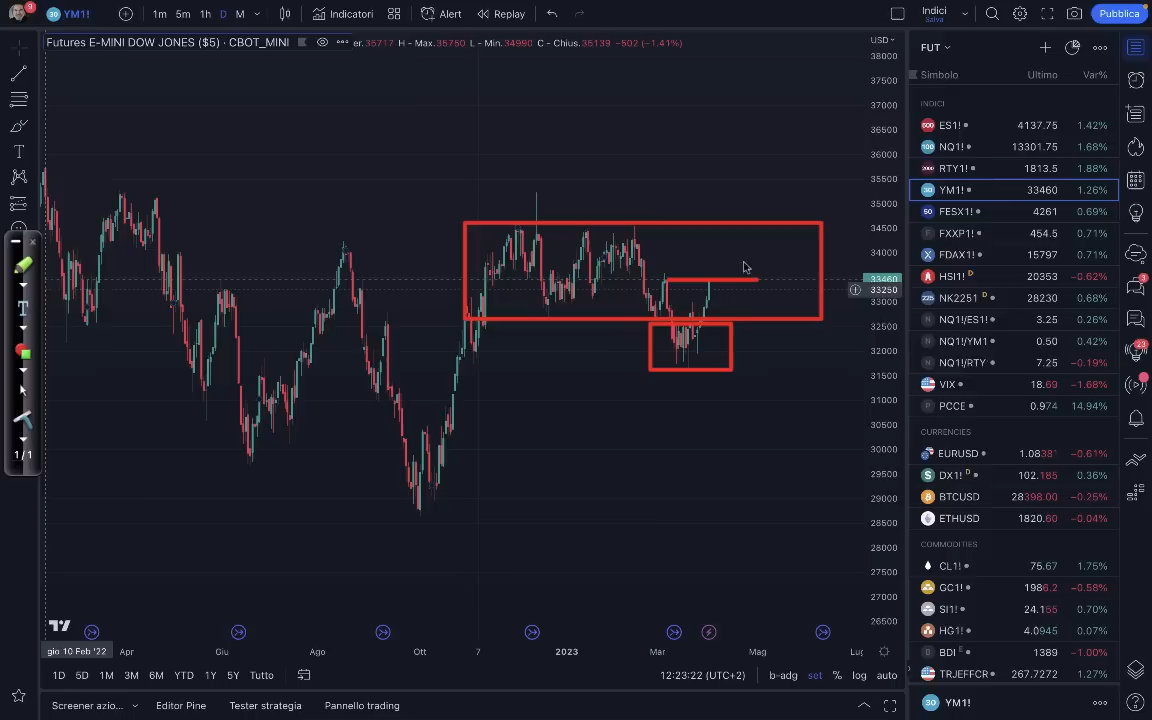 9 YM1! 1m 5m 1h D M Indicatori Alert Replay Indici Salva Pubblica
Futures E-MINI DOW JONES ($5) · CBOT_MINI er.35717 H - Max.35750 L - Min.34990 C - Chius.35139 -502 (-1.41%)
USD
38000
37500
37000
36500
36000
35500
35000
34500
34000
33460
33250
33000
32500
32000
31500
31000
30500
30000
29500
29000
28500
28000
27500
27000
26500
1/1
gio 10 Feb '22 Apr Giu Ago Ott 7 2023 Mar Mag Lug
1D 5D 1M 3M 6M YTD 1Y 5Y Tutto 12:23:22 (UTC+2) b-adg set % log auto
Screener azio... Editor Pine Tester strategia Pannello trading
FUT
Simbolo Ultimo Var%
INDICI
ES1! 4137.75 1.42%
NQ1! 13301.75 1.68%
RTY1! 1813.5 1.88%
YM1! 33460 1.26%
FESX1! 4261 0.69%
FXXP1! 454.5 0.71%
FDAX1! 15797 0.71%
HSI1! D 20353 −0.62%
NK2251 D 28230 0.68%
NQ1!/ES1! 3.25 0.26%
NQ1!/YM1 0.50 0.42%
NQ1!/RTY 7.25 −0.19%
VIX 18.69 −1.68%
PCCE 0.974 14.94%
CURRENCIES
EURUSD 1.0838¹ −0.61%
DX1! D 102.185 0.36%
BTCUSD 28398.00 −0.25%
ETHUSD 1820.60 −0.04%
COMMODITIES
CL1! 75.67 1.75%
GC1! 1986.2 −0.58%
SI1! 24.155 0.70%
HG1! 4.0945 0.07%
BDI E 1389 −1.00%
TRJEFFCR 267.7272 1.27%
YM1!
3
23